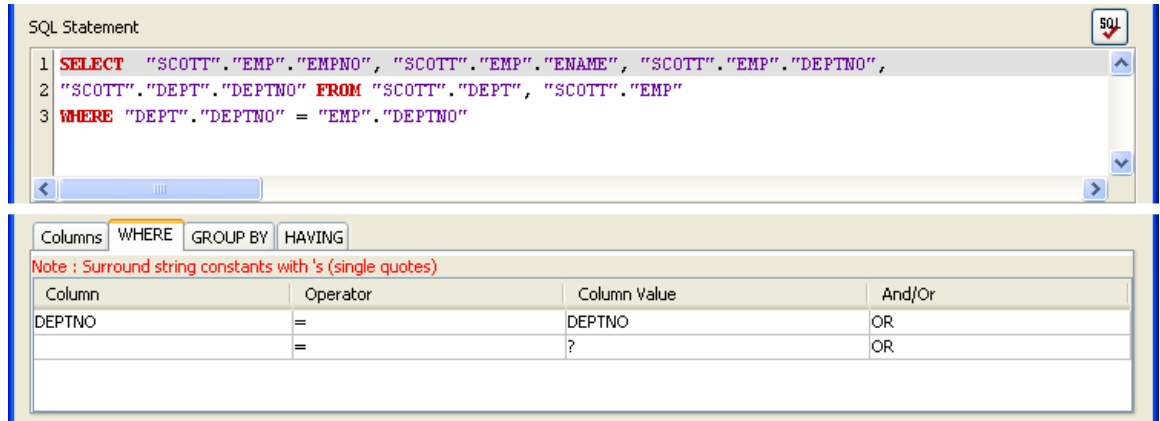 SQL Statement
SQL
1 SELECT "SCOTT"."EMP"."EMPNO", "SCOTT"."EMP"."ENAME", "SCOTT"."EMP"."DEPTNO",
2 "SCOTT"."DEPT"."DEPTNO" FROM "SCOTT"."DEPT", "SCOTT"."EMP"
3 WHERE "DEPT"."DEPTNO" = "EMP"."DEPTNO"
Columns WHERE GROUP BY HAVING
Note : Surround string constants with 's (single quotes)
Column Operator Column Value And/Or
DEPTNO = DEPTNO OR
= ? OR